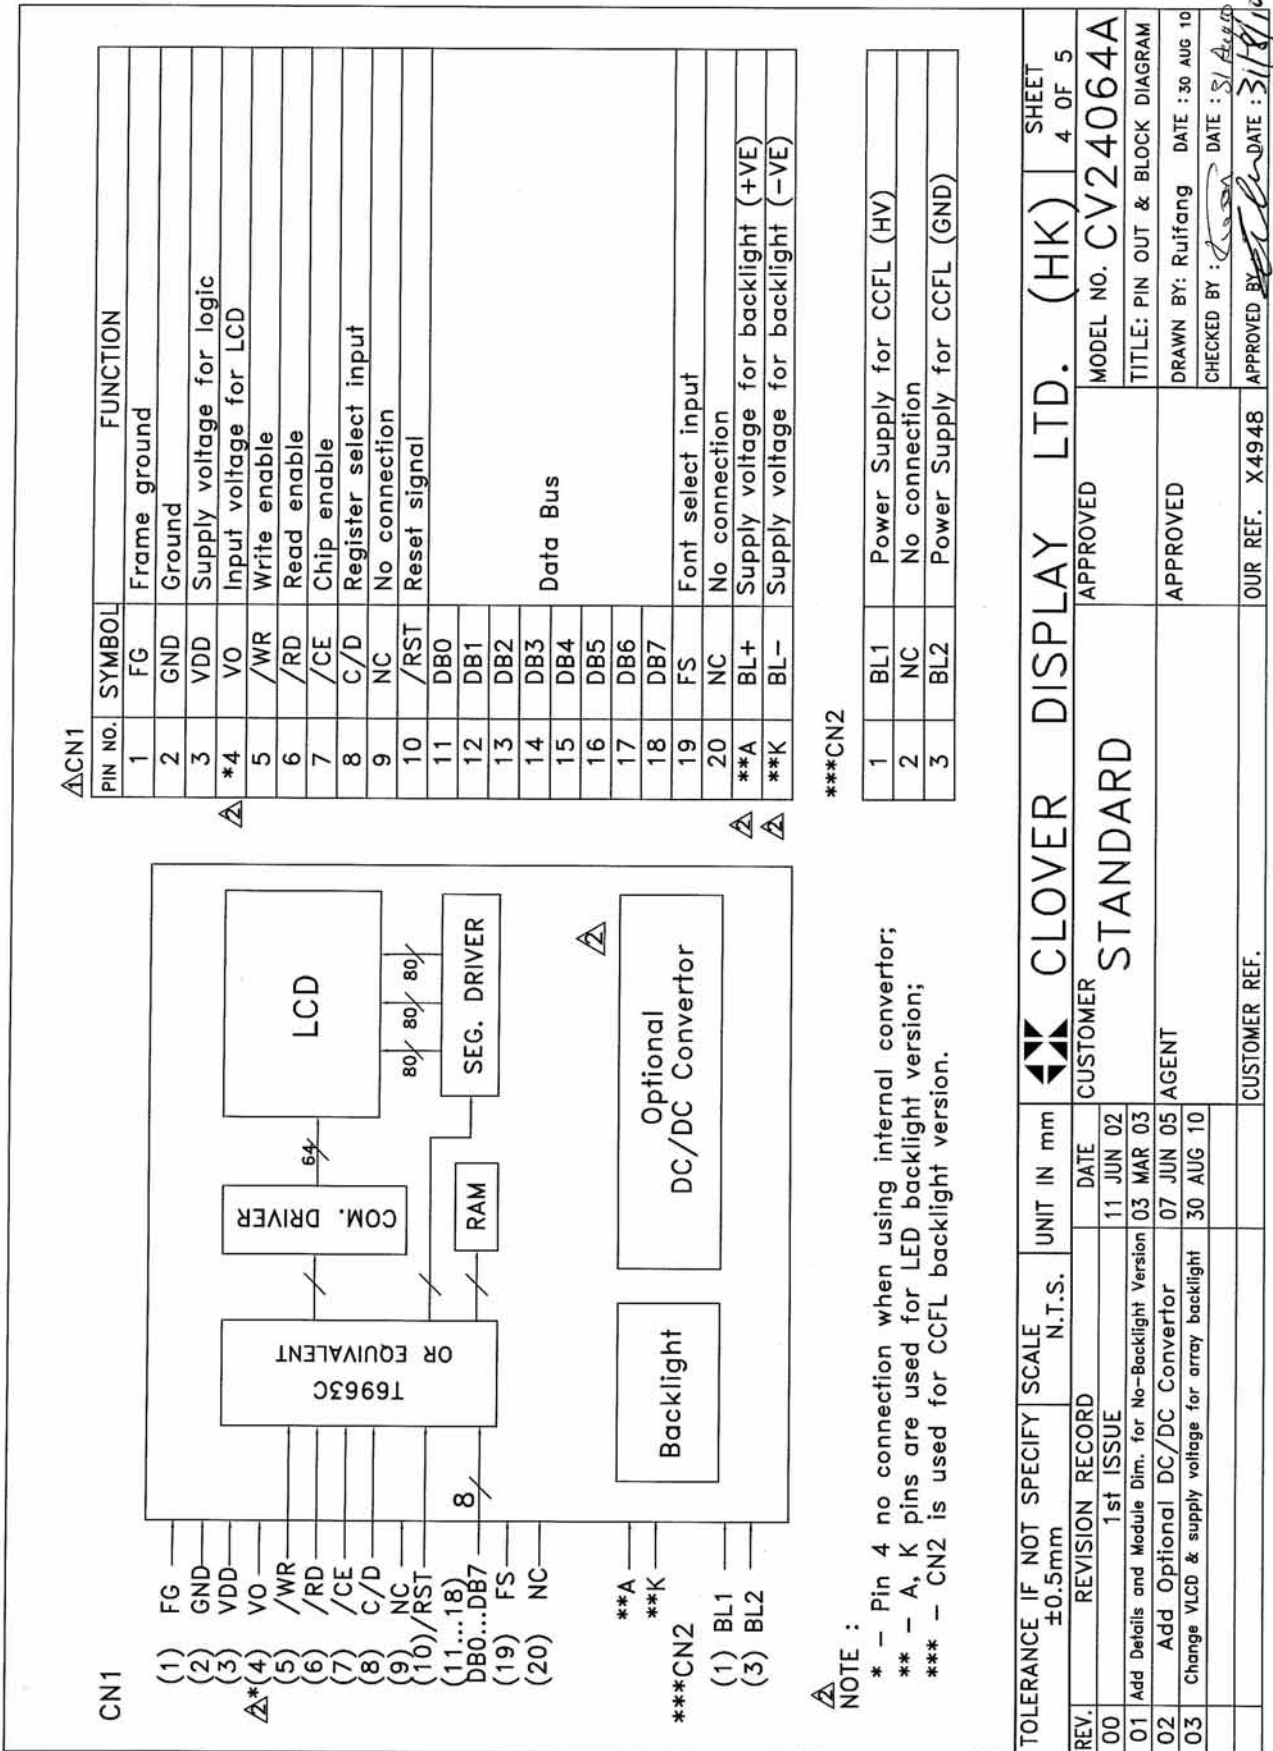 CN1
(1) FG
(2) GND
(3) VDD
2 *(4) VO
(5) /WR
(6) /RD
(7) /CE
(8) C/D
(9) NC
(10)/RST
(11...18)
DB0...DB7
8
(19) FS
(20) NC
**A
**K
***CN2
(1) BL1
(3) BL2
T6963C
OR EQUIVALENT
COM. DRIVER
64
LCD
80 80 80
SEG. DRIVER
RAM
Backlight
Optional
DC/DC Convertor
2
2
NOTE :
* – Pin 4 no connection when using internal convertor;
** – A, K pins are used for LED backlight version;
*** – CN2 is used for CCFL backlight version.
1 CN1
PIN NO. SYMBOL FUNCTION
1 FG Frame ground
2 GND Ground
3 VDD Supply voltage for logic
2 *4 VO Input voltage for LCD
5 /WR Write enable
6 /RD Read enable
7 /CE Chip enable
8 C/D Register select input
9 NC No connection
10 /RST Reset signal
11 DB0
12 DB1
13 DB2
14 DB3
15 DB4
16 DB5
17 DB6
18 DB7
Data Bus
19 FS Font select input
20 NC No connection
2 **A BL+ Supply voltage for backlight (+VE)
2 **K BL− Supply voltage for backlight (−VE)
***CN2
1 BL1 Power Supply for CCFL (HV)
2 NC No connection
3 BL2 Power Supply for CCFL (GND)
TOLERANCE IF NOT SPECIFY
±0.5mm
SCALE
N.T.S.
UNIT IN mm
CLOVER DISPLAY LTD. (HK)
SHEET
4 OF 5
REV. REVISION RECORD DATE
00 1st ISSUE 11 JUN 02
01 Add Details and Module Dim. for No−Backlight Version 03 MAR 03
02 Add Optional DC/DC Convertor 07 JUN 05
03 Change VLCD & supply voltage for array backlight 30 AUG 10
CUSTOMER
STANDARD
AGENT
CUSTOMER REF.
APPROVED
APPROVED
OUR REF. X4948
MODEL NO. CV24064A
TITLE: PIN OUT & BLOCK DIAGRAM
DRAWN BY: Ruifang DATE : 30 AUG 10
CHECKED BY : DATE : 31 Aug 10
APPROVED BY DATE : 31/8/10